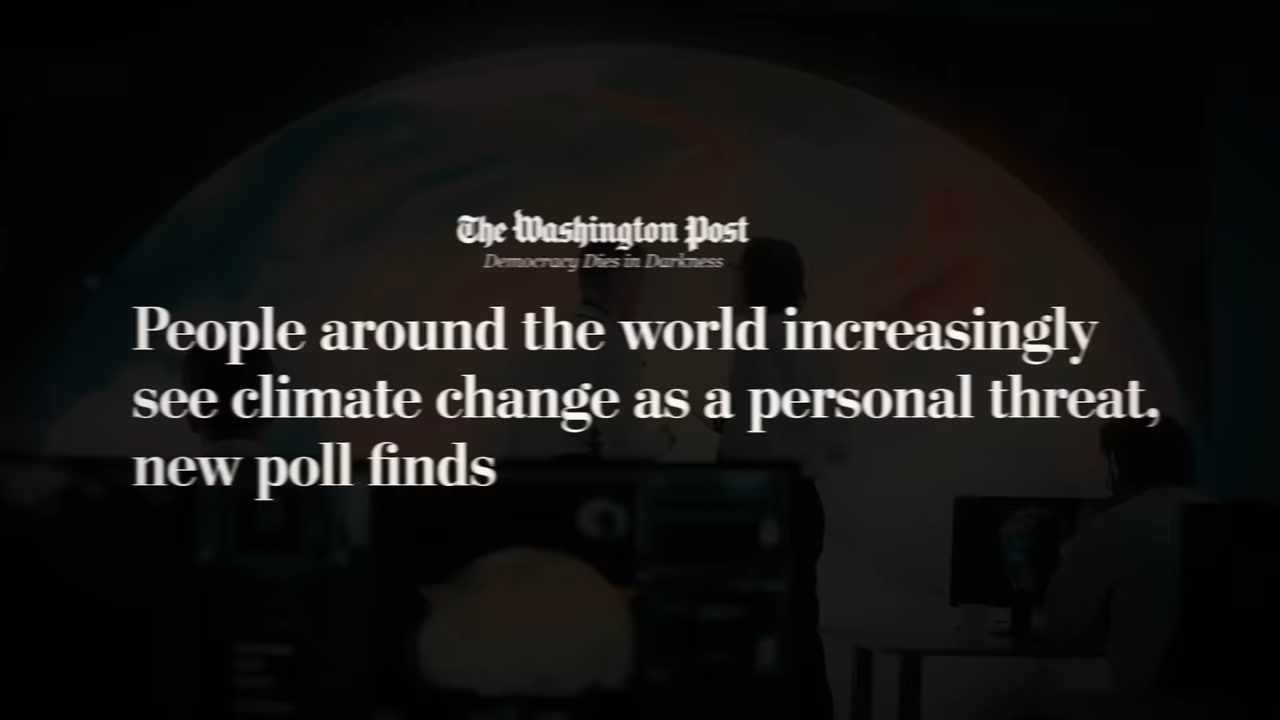 The Washington Post
Democracy Dies in Darkness
People around the world increasingly
see climate change as a personal threat,
new poll finds